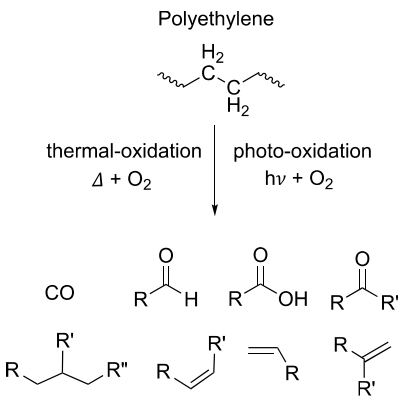 Polyethylene
H2
C
C
H2
thermal-oxidation photo-oxidation
Δ + O2 hν + O2
O O O
CO R H R OH R R'
R' R' R
R R" R R R'